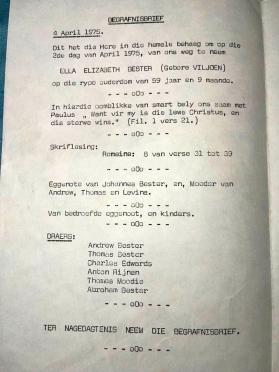 BEGRAFNISBRIEF
4 April 1975.
Dit het die Here in die hemele behaag om op die
2de dag van April 1975, van ons weg te neem
ELLA ELIZABETH BESTER (Gebore VILJOEN)
op die rype ouderdom van 59 jaar en 9 maande.
- - - oOo - - -
In hierdie oomblikke van smart bely ons saam met
Paulus „ Want vir my is die lewe Christus, en
die sterwe wins." (Fil. 1 vers 21.)
- - - oOo - - -
Skriflesing:
Romeine: 8 van verse 31 tot 39
- - - oOo - - -
Eggenote van Johannes Bester, en, Moeder van
Andrew, Thomas en Levina.
- - - oOo - - -
Van bedroefde eggenoot, en kinders.
- - - oOo - - -
DRAERS:
Andrew Bester
Thomas Bester
Charles Edwards
Anton Rijnen
Thomas Moodie
Abraham Bester
- - - oOo - - -
TER NAGEDASTENIS NEEM DIE BEGRAFNISBRIEF.
- - - oOo - - -